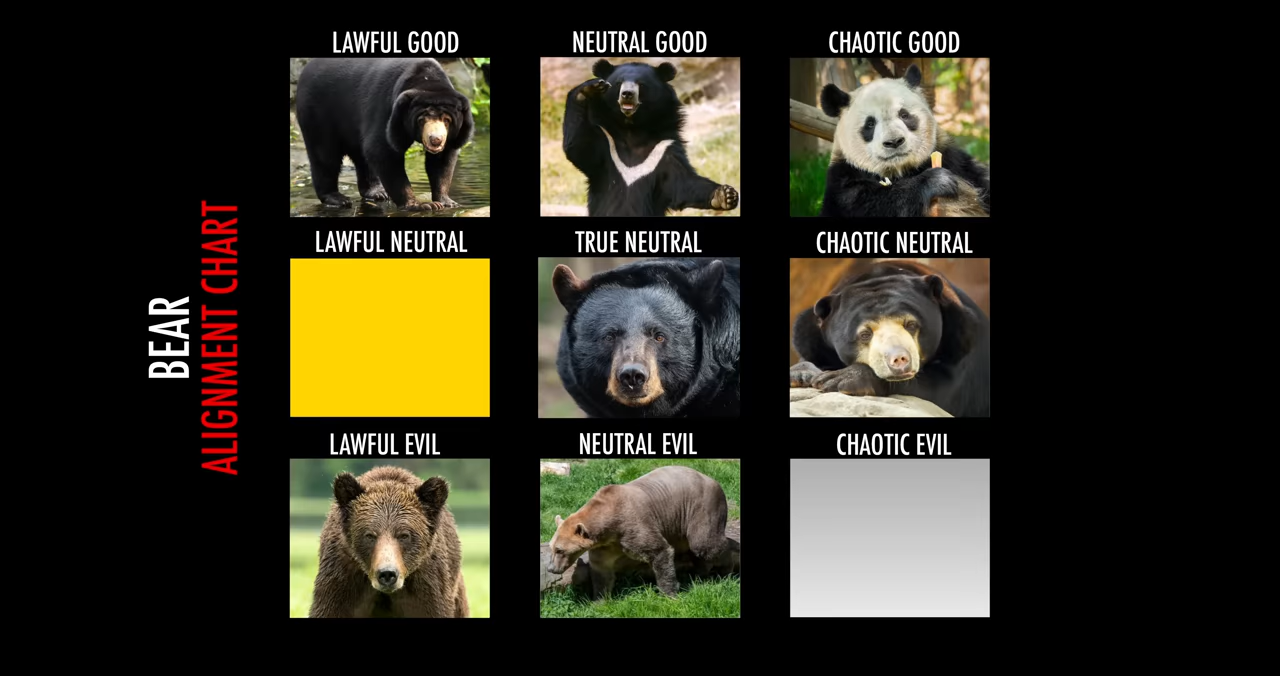 BEAR
ALIGNMENT CHART
LAWFUL GOOD
NEUTRAL GOOD
CHAOTIC GOOD
LAWFUL NEUTRAL
TRUE NEUTRAL
CHAOTIC NEUTRAL
LAWFUL EVIL
NEUTRAL EVIL
CHAOTIC EVIL